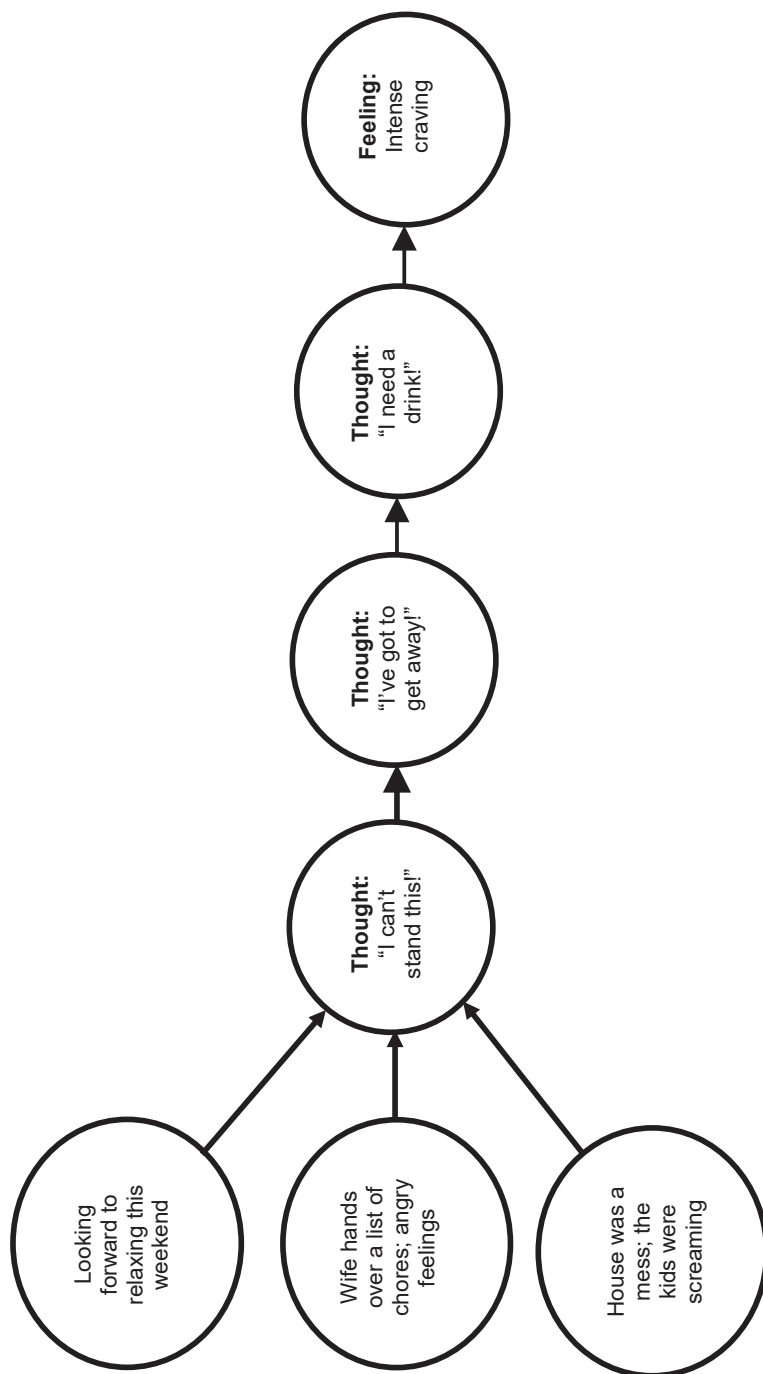 Looking
forward to
relaxing this
weekend
Wife hands
over a list of
chores; angry
feelings
House was a
mess; the
kids were
screaming
Thought:
“I can’t
stand this!”
Thought:
“I’ve got to
get away!”
Thought:
“I need a
drink!”
Feeling:
Intense
craving